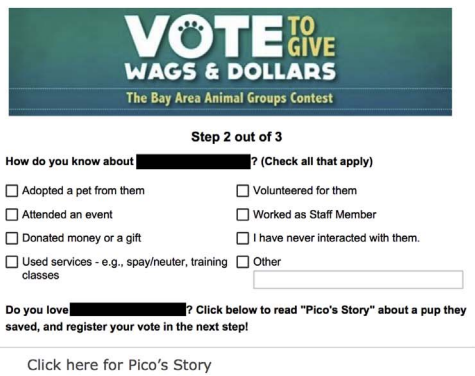 VOTE TO GIVE
WAGS & DOLLARS
The Bay Area Animal Groups Contest
Step 2 out of 3
How do you know about ? (Check all that apply)
Adopted a pet from them
Volunteered for them
Attended an event
Worked as Staff Member
Donated money or a gift
I have never interacted with them.
Used services - e.g., spay/neuter, training
classes
Other
Do you love ? Click below to read "Pico's Story" about a pup they
saved, and register your vote in the next step!
Click here for Pico's Story